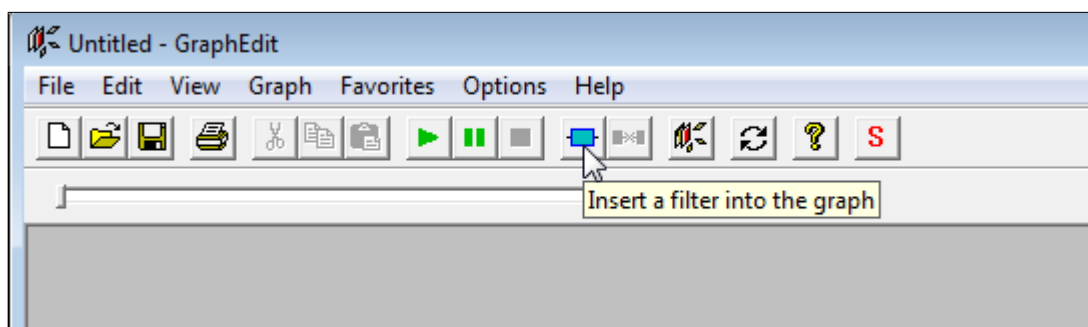 Untitled - GraphEdit
File Edit View Graph Favorites Options Help
S
Insert a filter into the graph